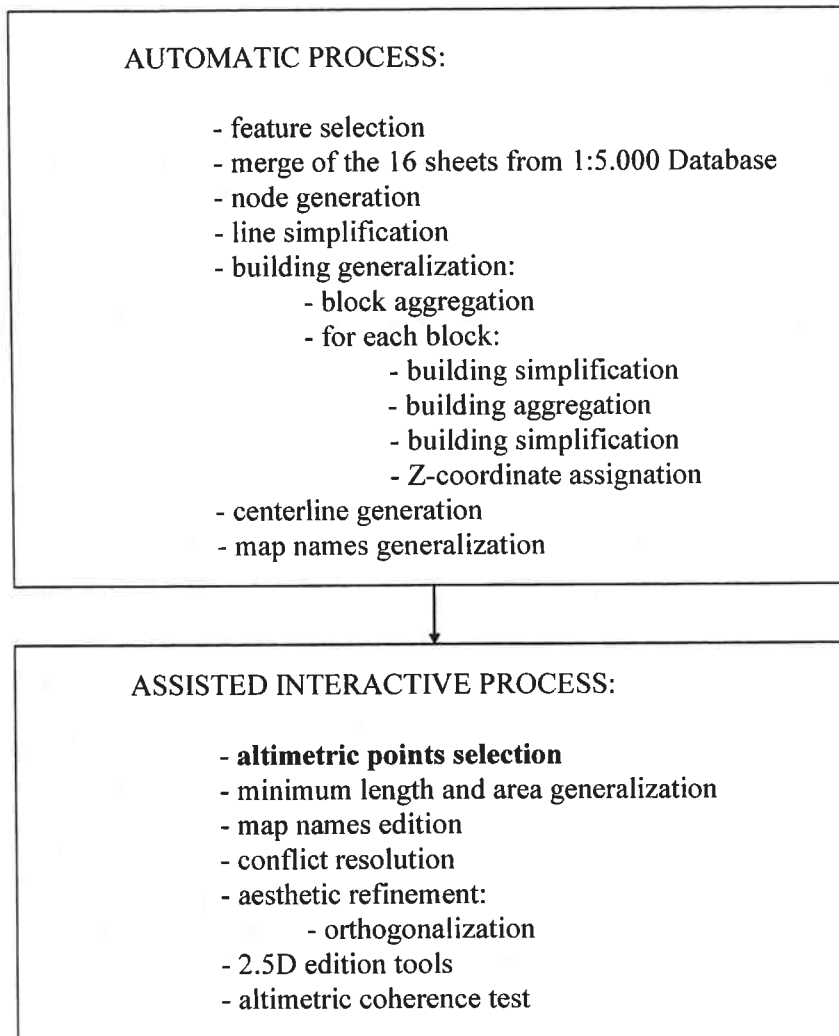 AUTOMATIC PROCESS:
- feature selection
- merge of the 16 sheets from 1:5.000 Database
- node generation
- line simplification
- building generalization:
- block aggregation
- for each block:
- building simplification
- building aggregation
- building simplification
- Z-coordinate assignation
- centerline generation
- map names generalization
ASSISTED INTERACTIVE PROCESS:
- altimetric points selection
- minimum length and area generalization
- map names edition
- conflict resolution
- aesthetic refinement:
- orthogonalization
- 2.5D edition tools
- altimetric coherence test